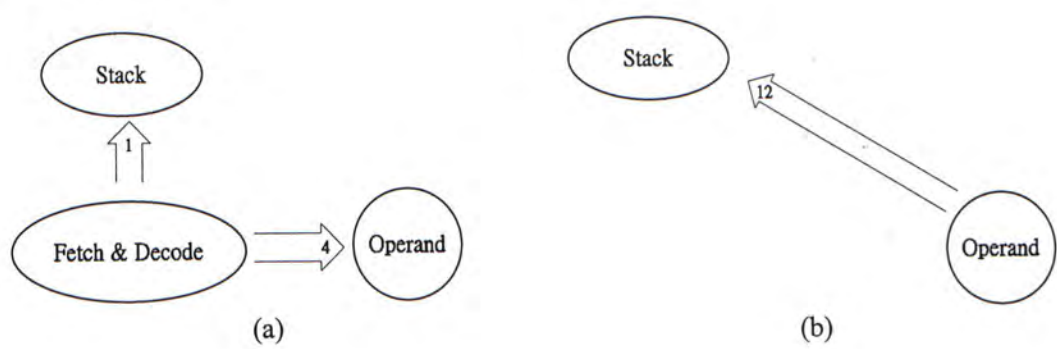 Stack
1
Fetch & Decode
4
Operand
(a)
Stack
12
Operand
(b)